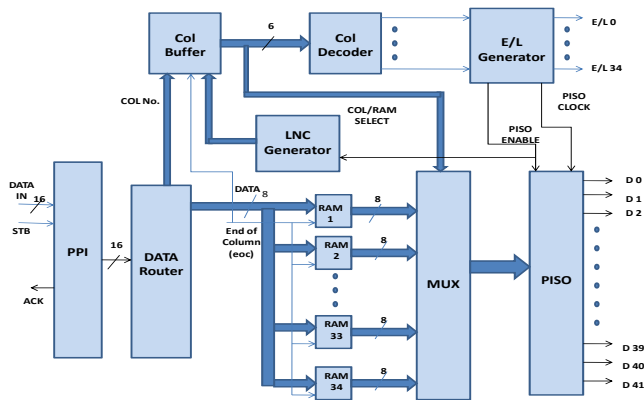 Col
Buffer
6
Col
Decoder
E/L
Generator
E/L 0
E/L 34
COL No.
COL/RAM
SELECT
PISO
CLOCK
PISO
ENABLE
LNC
Generator
DATA
IN
16
STB
ACK
PPI
16
DATA
Router
DATA
8
End of
Column
(eoc)
RAM
1
8
RAM
2
8
RAM
33
8
RAM
34
8
MUX
PISO
D 0
D 1
D 2
D 39
D 40
D 41